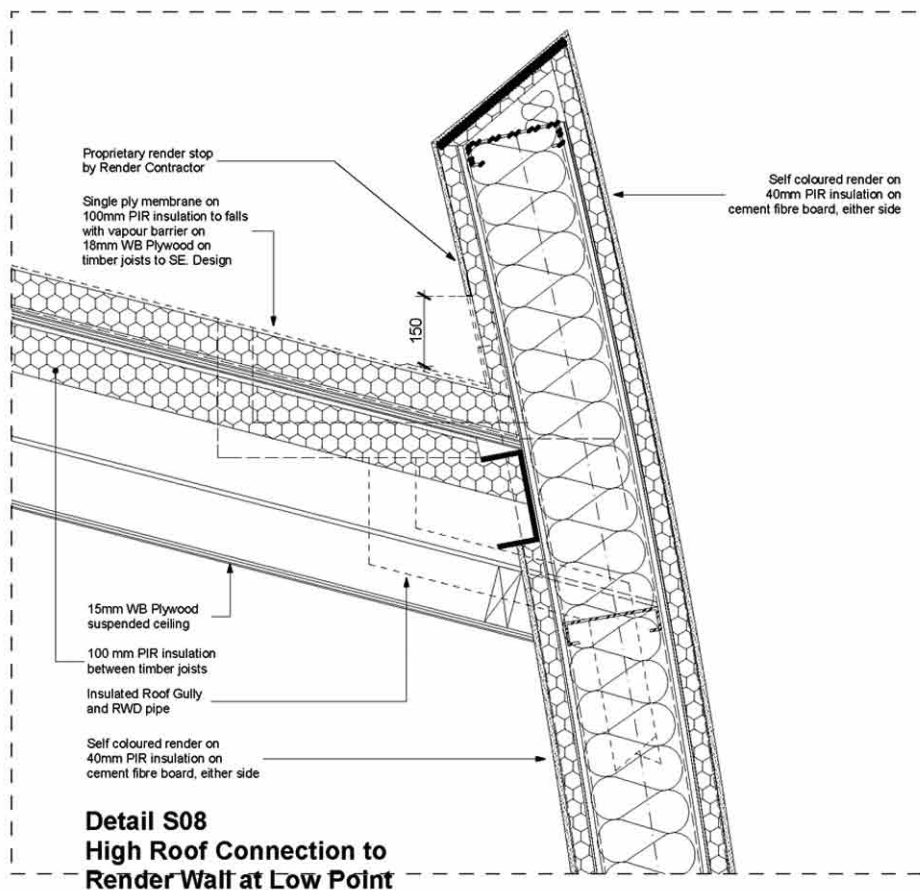 Proprietary render stop
by Render Contractor
Single ply membrane on
100mm PIR insulation to falls
with vapour barrier on
18mm WB Plywood on
timber joists to SE. Design
Self coloured render on
40mm PIR insulation on
cement fibre board, either side
150
15mm WB Plywood
suspended ceiling
100 mm PIR insulation
between timber joists
Insulated Roof Gully
and RWD pipe
Self coloured render on
40mm PIR insulation on
cement fibre board, either side
Detail S08
High Roof Connection to
Render Wall at Low Point